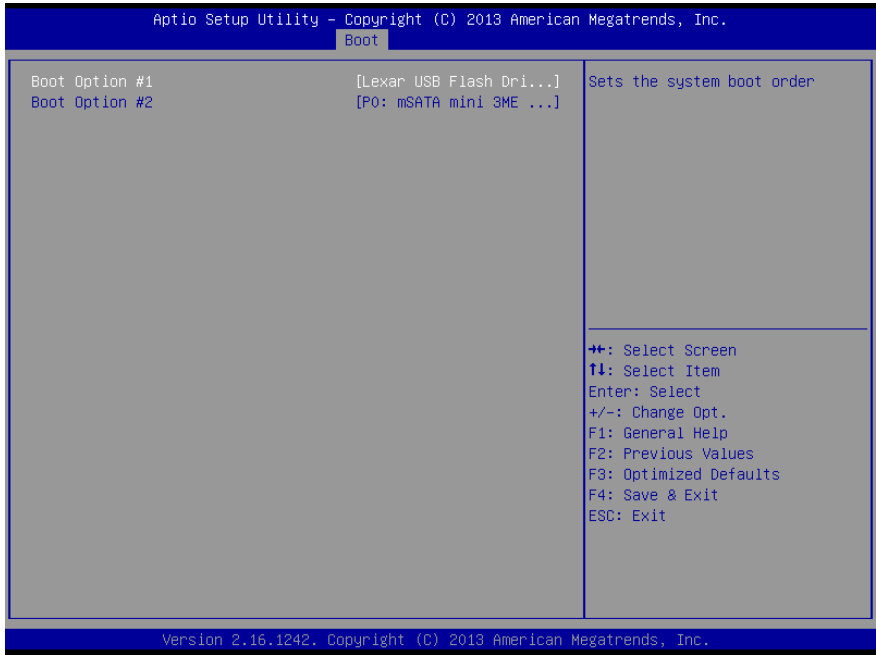 Aptio Setup Utility – Copyright (C) 2013 American Megatrends, Inc.
Boot
Boot Option #1 [Lexar USB Flash Dri...]
Boot Option #2 [P0: mSATA mini 3ME ...]
Sets the system boot order
→←: Select Screen
↑↓: Select Item
Enter: Select
+/-: Change Opt.
F1: General Help
F2: Previous Values
F3: Optimized Defaults
F4: Save & Exit
ESC: Exit
Version 2.16.1242. Copyright (C) 2013 American Megatrends, Inc.